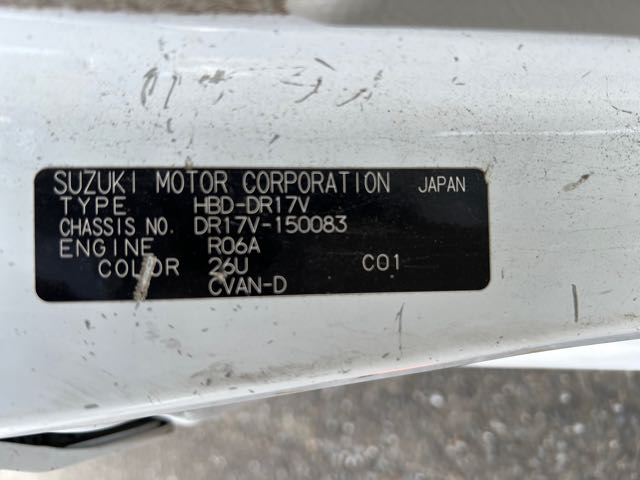 SUZUKI MOTOR CORPORATION JAPAN
TYPE HBD-DR17V
CHASSIS NO. DR17V-150083
ENGINE R06A
COLOR 26U C01
CVAN-D